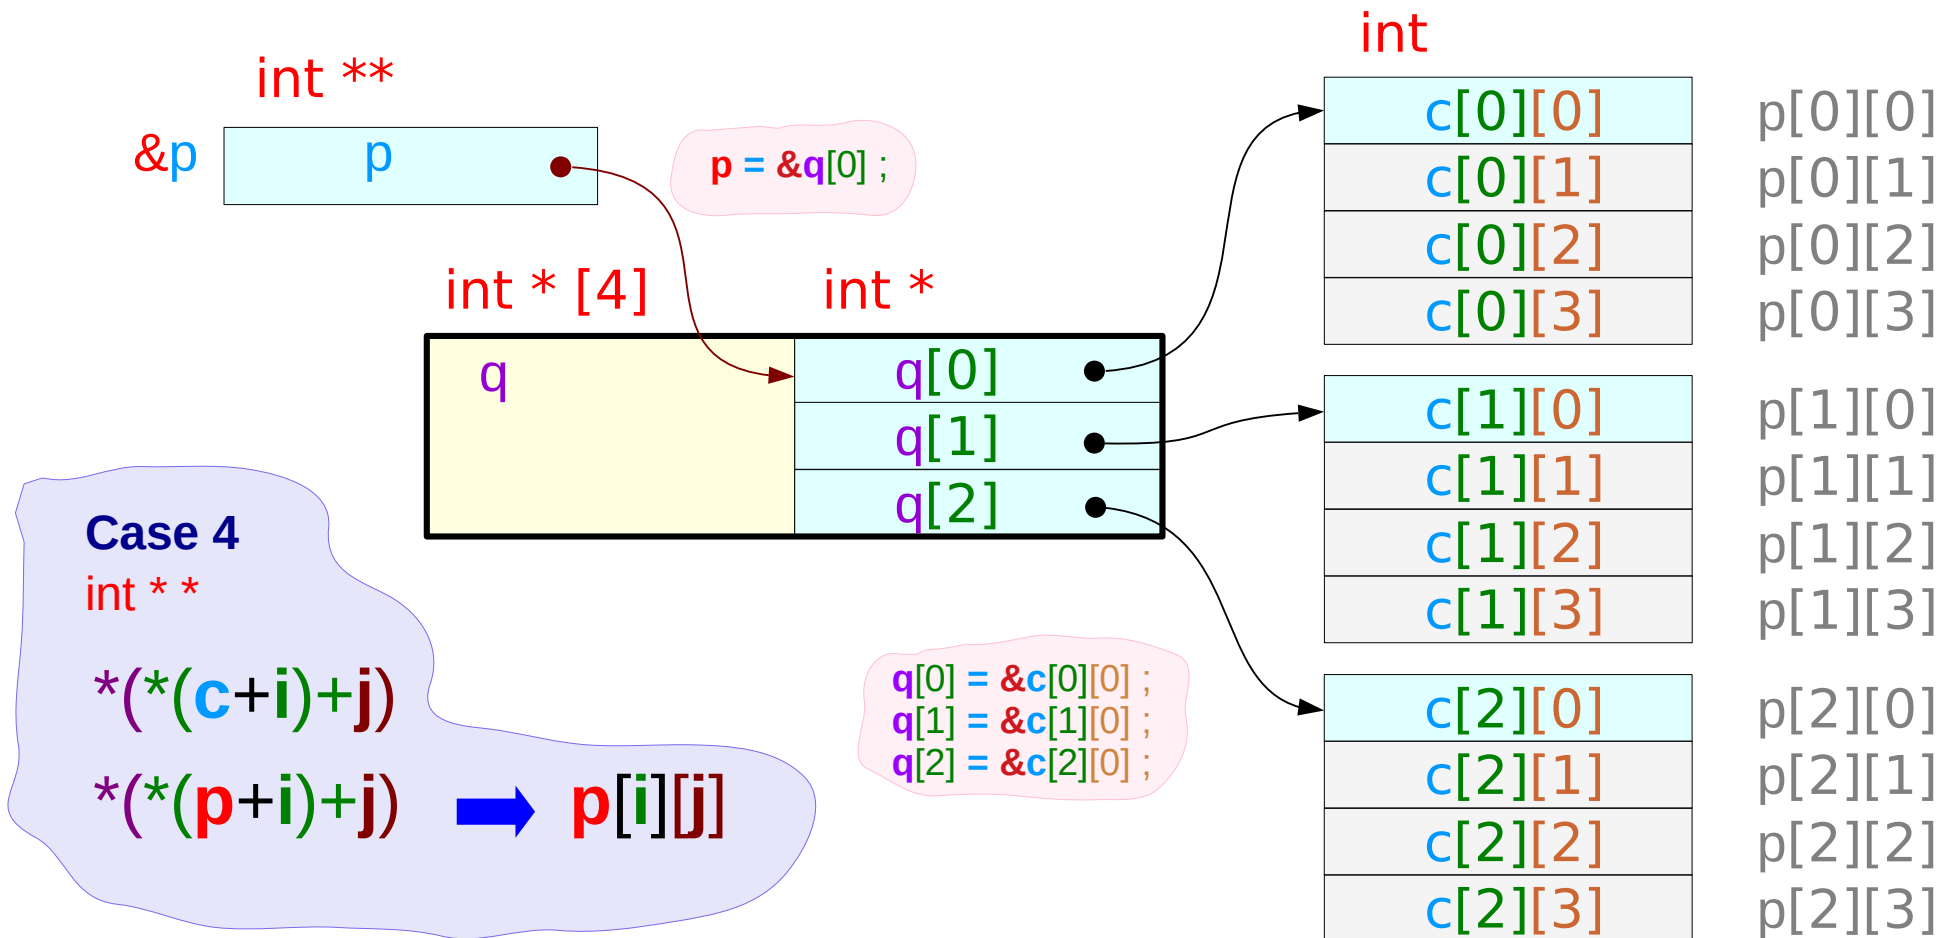 int **
&p p
p = &q[0] ;
int * [4] int *
q
q[0]
q[1]
q[2]
int
c[0][0] p[0][0]
c[0][1] p[0][1]
c[0][2] p[0][2]
c[0][3] p[0][3]
c[1][0] p[1][0]
c[1][1] p[1][1]
c[1][2] p[1][2]
c[1][3] p[1][3]
c[2][0] p[2][0]
c[2][1] p[2][1]
c[2][2] p[2][2]
c[2][3] p[2][3]
Case 4
int * *
*(*(c+i)+j)
*(*(p+i)+j) p[i][j]
q[0] = &c[0][0] ;
q[1] = &c[1][0] ;
q[2] = &c[2][0] ;